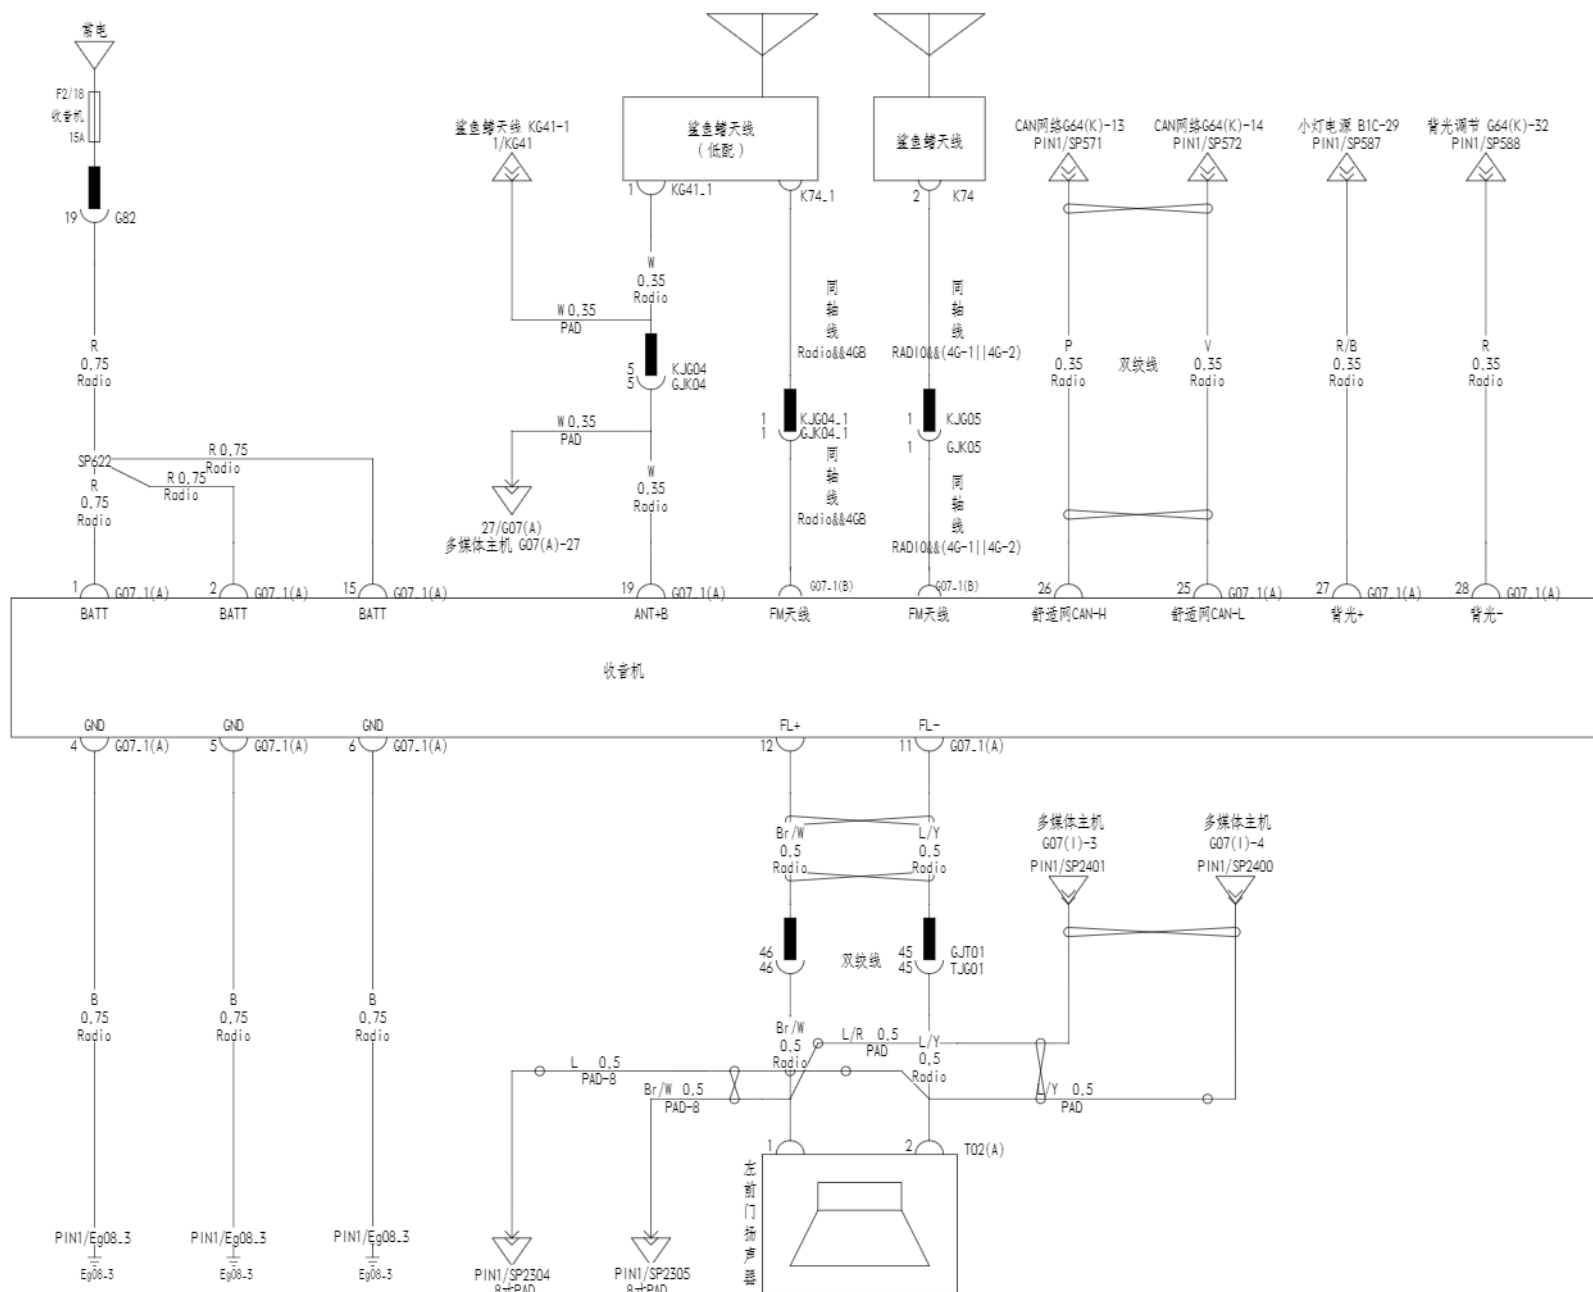 常电
F2/18
收音机
15A
19
G82
R
0.75
Radio
SP622
R 0.75
Radio
R 0.75
Radio
R
0.75
Radio
鲨鱼鳍天线 KG41-1
1/KG41
鲨鱼鳍天线
(低配)
1
KG41_1
K74_1
鲨鱼鳍天线
2
K74
W
0.35
Radio
W 0.35
PAD
5
KJG04
5
GJK04
W 0.35
PAD
W
0.35
Radio
27/G07(A)
多媒体主机 G07(A)-27
同轴线
Radio&&4GB
1
KJG04_1
1
GJK04_1
同轴线
Radio&&4GB
同轴线
RADIO&&(4G-1||4G-2)
1
KJG05
1
GJK05
同轴线
RADIO&&(4G-1||4G-2)
CAN网络G64(K)-13
PIN1/SP571
CAN网络G64(K)-14
PIN1/SP572
小灯电源 B1C-29
PIN1/SP587
背光调节 G64(K)-32
PIN1/SP588
P
0.35
Radio
双绞线
V
0.35
Radio
R/B
0.35
Radio
R
0.35
Radio
1
G07_1(A)
2
G07_1(A)
15
G07_1(A)
19
G07_1(A)
G07_1(B)
G07_1(B)
26
25
G07_1(A)
27
G07_1(A)
28
G07_1(A)
BATT
BATT
BATT
ANT+B
FM天线
FM天线
舒适网CAN-H
舒适网CAN-L
背光+
背光-
收音机
GND
GND
GND
FL+
FL-
4
G07_1(A)
5
G07_1(A)
6
G07_1(A)
12
11
G07_1(A)
Br/W
0.5
Radio
L/Y
0.5
Radio
多媒体主机
G07(I)-3
PIN1/SP2401
多媒体主机
G07(I)-4
PIN1/SP2400
46
46
双绞线
45
GJT01
45
TJG01
B
0.75
Radio
B
0.75
Radio
B
0.75
Radio
Br/W
0.5
Radio
L/R 0.5
PAD
L/Y
0.5
Radio
L 0.5
PAD-8
Br/W 0.5
PAD-8
L/Y 0.5
PAD
1
2
T02(A)
左前门扬声器
PIN1/Eg08_3
Eg08-3
PIN1/Eg08_3
Eg08-3
PIN1/Eg08_3
Eg08-3
PIN1/SP2304
8寸PAD
PIN1/SP2305
8寸PAD